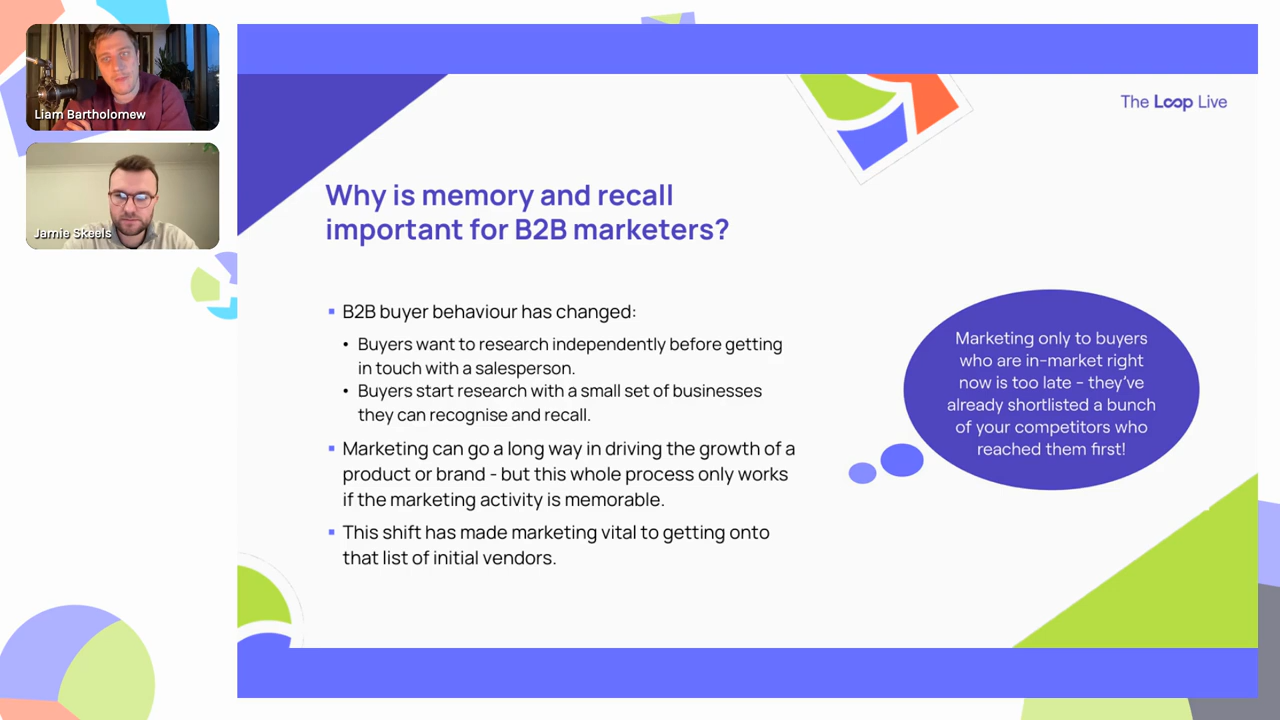 Liam Bartholomew
Jamie Skeels
The Loop Live
Why is memory and recall
important for B2B marketers?
B2B buyer behaviour has changed:
Buyers want to research independently before getting
in touch with a salesperson.
Buyers start research with a small set of businesses
they can recognise and recall.
Marketing can go a long way in driving the growth of a
product or brand - but this whole process only works
if the marketing activity is memorable.
This shift has made marketing vital to getting onto
that list of initial vendors.
Marketing only to buyers
who are in-market right
now is too late - they've
already shortlisted a bunch
of your competitors who
reached them first!